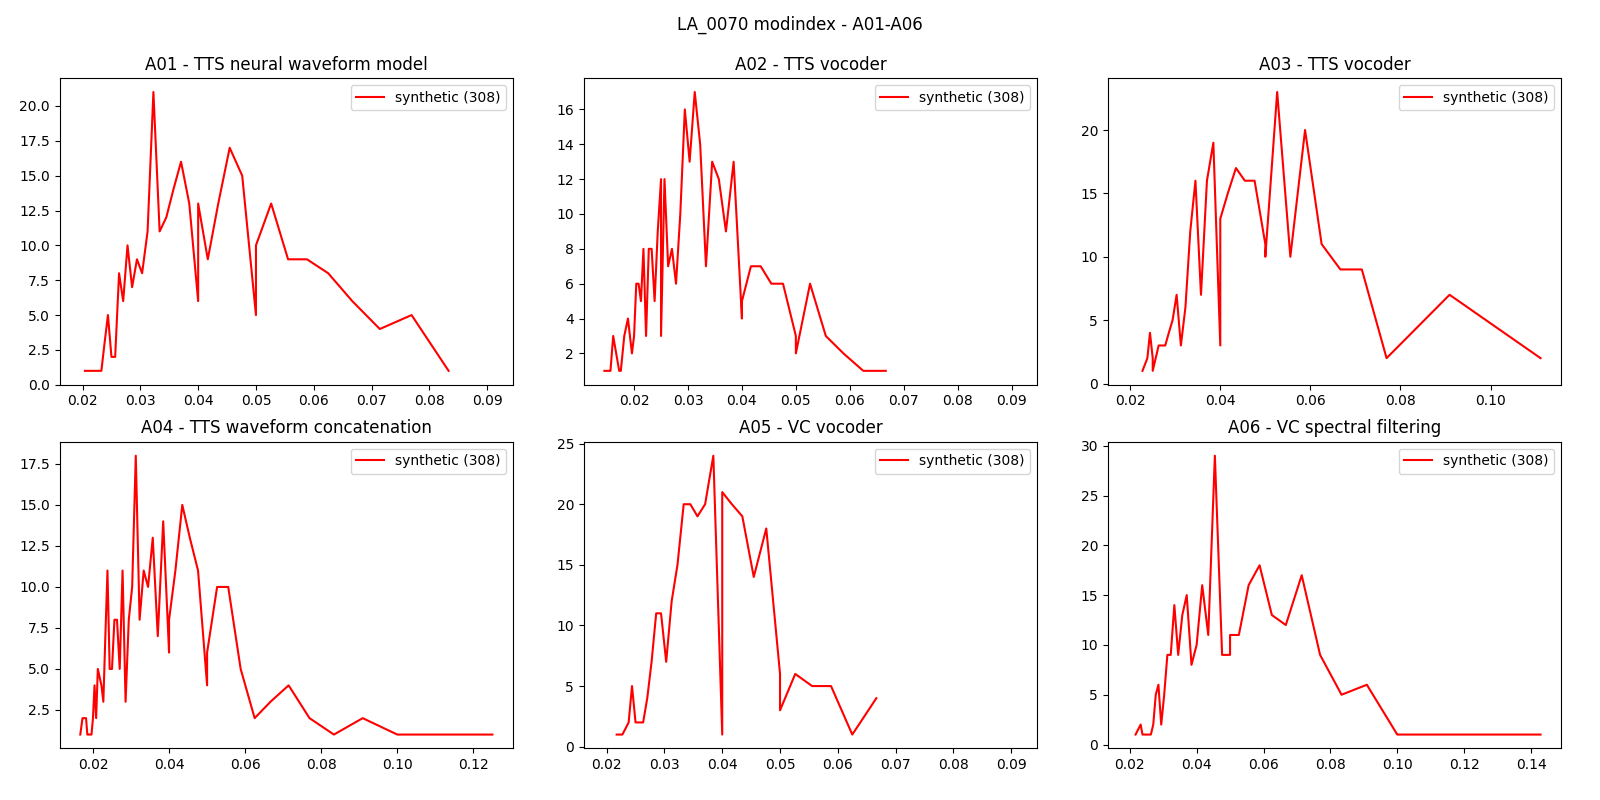 LA_0070 modindex - A01-A06
A01 - TTS neural waveform model
synthetic (308)
20.0
17.5
15.0
12.5
10.0
7.5
5.0
2.5
0.0
0.02 0.03 0.04 0.05 0.06 0.07 0.08 0.09
A02 - TTS vocoder
synthetic (308)
16
14
12
10
8
6
4
2
0.02 0.03 0.04 0.05 0.06 0.07 0.08 0.09
A03 - TTS vocoder
synthetic (308)
20
15
10
5
0
0.02 0.04 0.06 0.08 0.10
A04 - TTS waveform concatenation
synthetic (308)
17.5
15.0
12.5
10.0
7.5
5.0
2.5
0.02 0.04 0.06 0.08 0.10 0.12
A05 - VC vocoder
synthetic (308)
25
20
15
10
5
0
0.02 0.03 0.04 0.05 0.06 0.07 0.08 0.09
A06 - VC spectral filtering
synthetic (308)
30
25
20
15
10
5
0
0.02 0.04 0.06 0.08 0.10 0.12 0.14